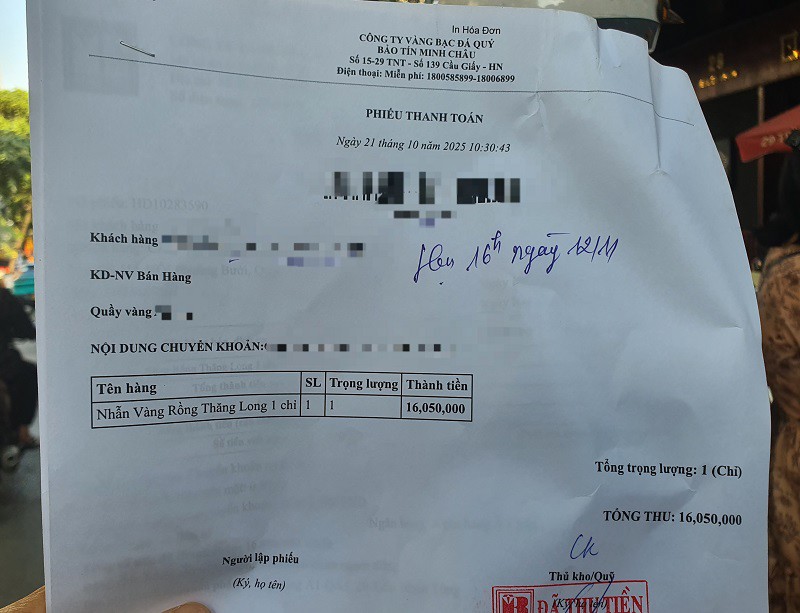 In Hóa Đơn
CÔNG TY VÀNG BẠC ĐÁ QUÝ
BẢO TÍN MINH CHÂU
Số 15-29 TNT - Số 139 Cầu Giấy - HN
Điện thoại: Miễn phí: 1800585899-18006899
PHIẾU THANH TOÁN
Ngày 21 tháng 10 năm 2025 10:30:43
Khách hàng
Hẹn 16h ngày 12/11
KD-NV Bán Hàng
Quầy vàng
NỘI DUNG CHUYỂN KHOẢN:
Tên hàng SL Trọng lượng Thành tiền
Nhẫn Vàng Rồng Thăng Long 1 chỉ 1 1 16,050,000
Tổng trọng lượng: 1 (Chỉ)
TỔNG THU: 16,050,000
Người lập phiếu
(Ký, họ tên)
CK
Thủ kho/Quỹ
(Ký, họ tên)
ĐÃ THU TIỀN